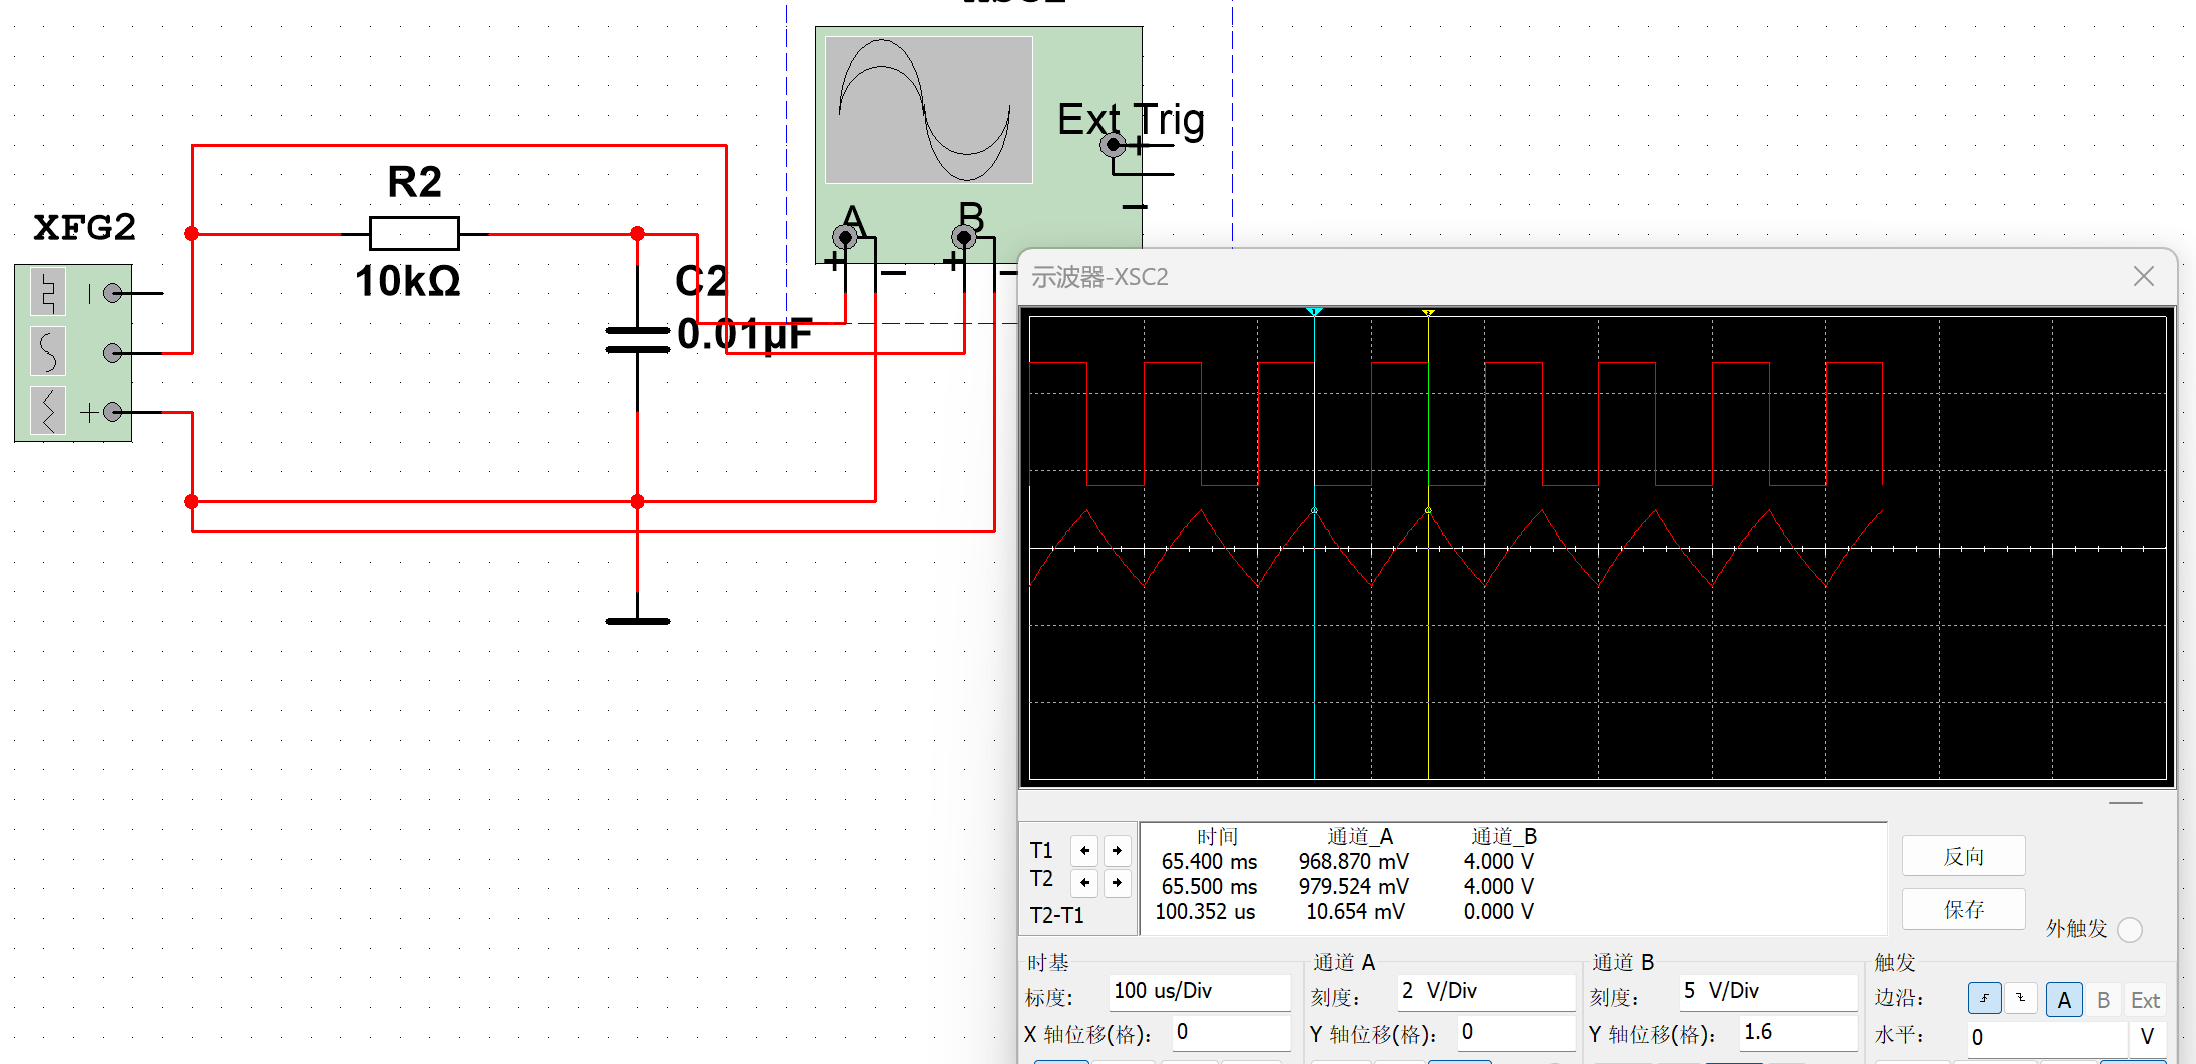 Ext Trig
+
R2
A
B
XFG2
+
+
10kΩ
C2
0.01µF
示波器-XSC2
时间 通道_A 通道_B
T1 65.400 ms 968.870 mV 4.000 V
T2 65.500 ms 979.524 mV 4.000 V
T2-T1 100.352 us 10.654 mV 0.000 V
反向
保存
外触发
时基 通道 A 通道 B 触发
标度: 100 us/Div 刻度: 2 V/Div 刻度: 5 V/Div 边沿: A B Ext
X 轴位移(格): 0 Y 轴位移(格): 0 Y 轴位移(格): 1.6 水平: 0 V